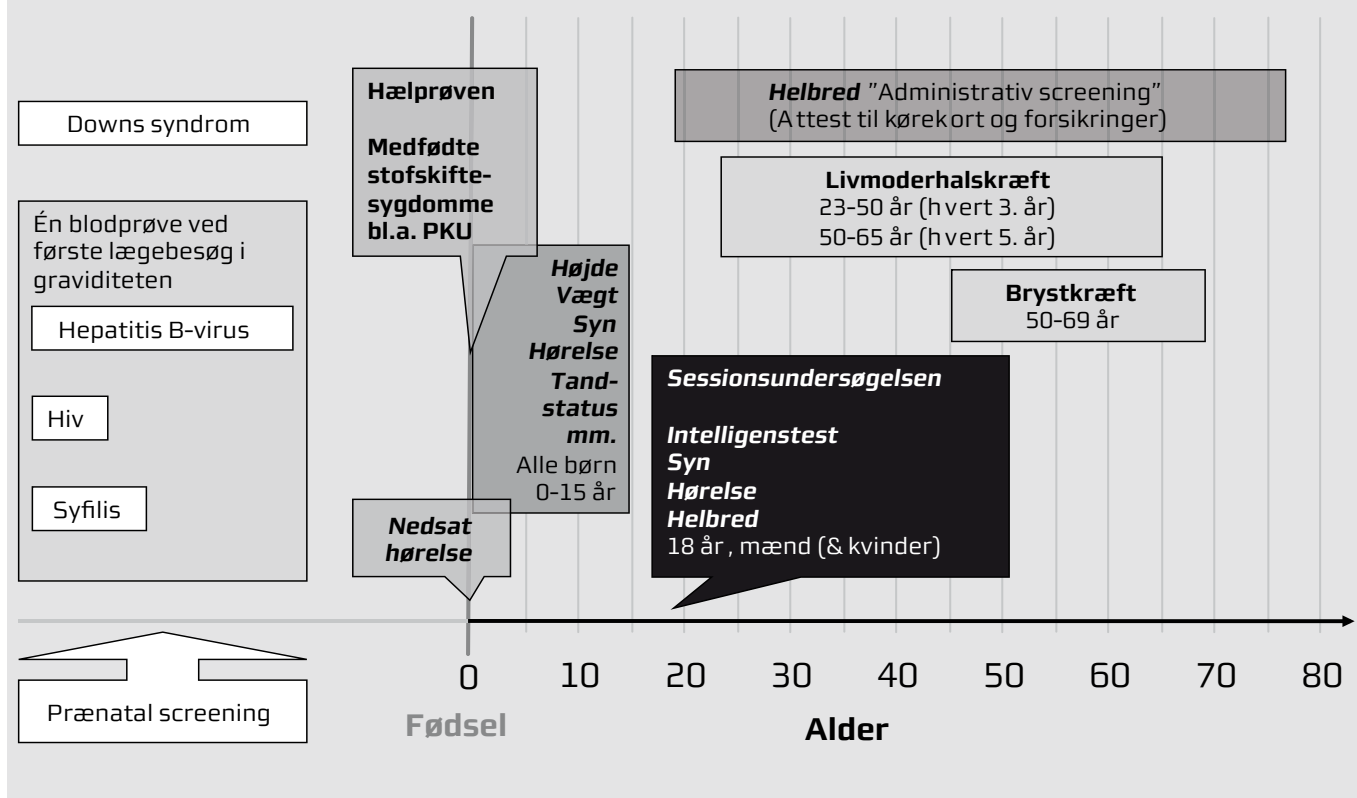 Downs syndrom
Én blodprøve ved
første lægebesøg i
graviditeten
Hepatitis B-virus
Hiv
Syfilis
Prænatal screening
Hælprøven
Medfødte
stofskifte-
sygdomme
bl.a. PKU
Højde
Vægt
Syn
Hørelse
Tand-
status
mm.
Alle børn
0-15 år
Nedsat
hørelse
Helbred "Administrativ screening"
(Attest til kørekort og forsikringer)
Livmoderhalskræft
23-50 år (hvert 3. år)
50-65 år (hvert 5. år)
Brystkræft
50-69 år
Sessionsundersøgelsen
Intelligenstest
Syn
Hørelse
Helbred
18 år, mænd (& kvinder)
0 10 20 30 40 50 60 70 80
Fødsel
Alder